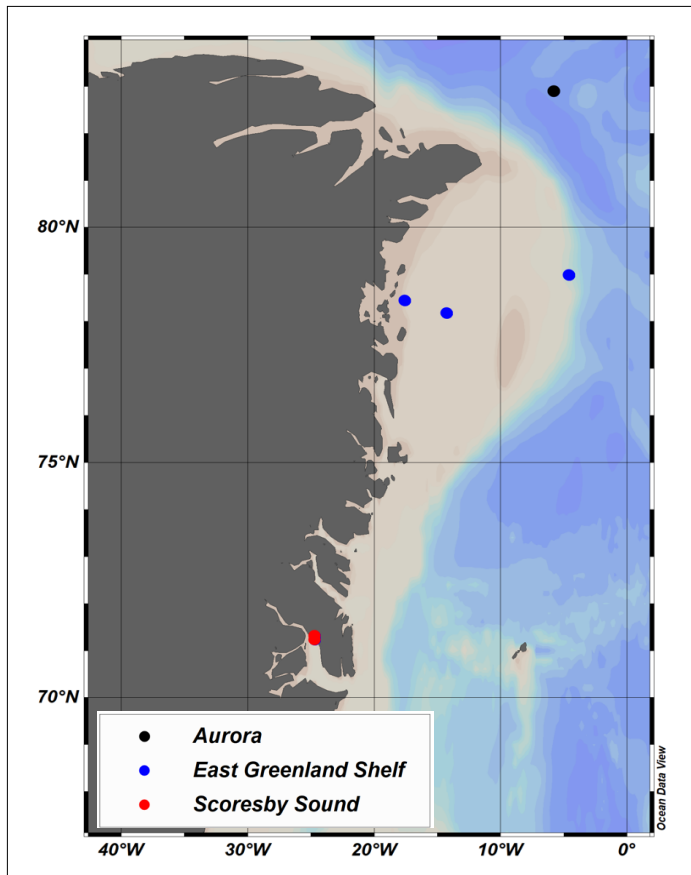 80°N
75°N
70°N
Aurora
East Greenland Shelf
Scoresby Sound
Ocean Data View
40°W 30°W 20°W 10°W 0°